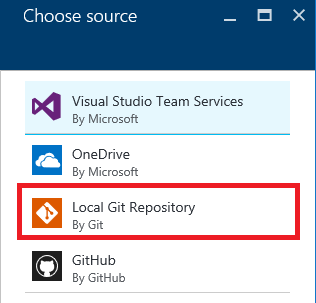 Choose source
Visual Studio Team Services
By Microsoft
OneDrive
By Microsoft
Local Git Repository
By Git
GitHub
By GitHub